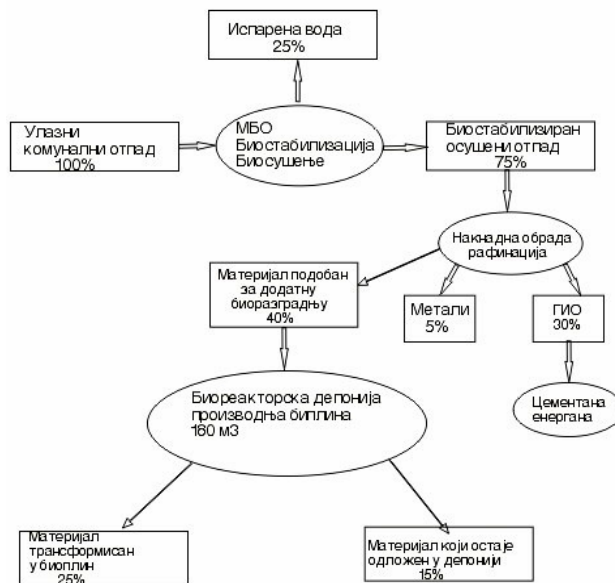 Испарена вода
25%
Улазни
комунални отпад
100%
МБО
Биостабилизација
Биосушење
Биостабилизиран
осушени отпад
75%
Накнадна обрада
рафинација
Материјал подобан
за додатну
биоразградњу
40%
Метали
5%
ГИО
30%
Биореакторска депонија
производња биплина
180 м3
Цементана
енергана
Материјал
трансформисан
у биоплин
25%
Материјал који остаје
одложен у депонији
15%